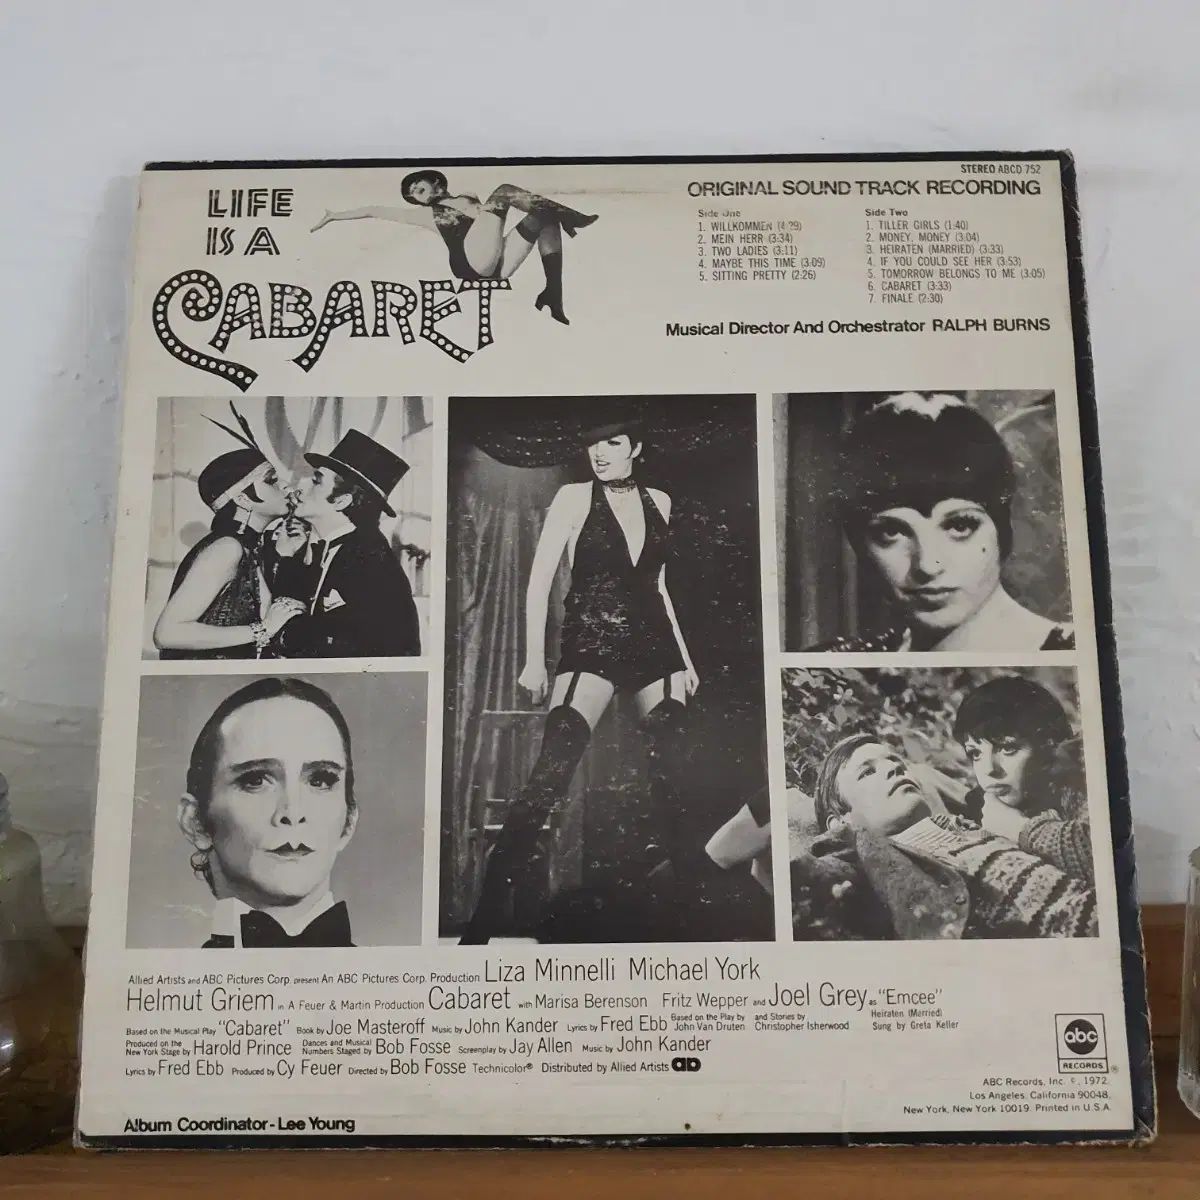 LIFE
IS A
CABARET
STEREO ABCD 752
ORIGINAL SOUND TRACK RECORDING
Side One
1. WILLKOMMEN (4:29)
2. MEIN HERR (3:34)
3. TWO LADIES (3:11)
4. MAYBE THIS TIME (3:09)
5. SITTING PRETTY (2:26)
Side Two
1. TILLER GIRLS (1:40)
2. MONEY, MONEY (3:04)
3. HEIRATEN (MARRIED) (3:33)
4. IF YOU COULD SEE HER (3:53)
5. TOMORROW BELONGS TO ME (3:05)
6. CABARET (3:33)
7. FINALE (2:30)
Musical Director And Orchestrator RALPH BURNS
Allied Artists and ABC Pictures Corp. present An ABC Pictures Corp. Production Liza Minnelli Michael York
Helmut Griem in A Feuer & Martin Production Cabaret with Marisa Berenson Fritz Wepper and Joel Grey as "Emcee"
Based on the Musical Play "Cabaret" Book by Joe Masteroff Music by John Kander Lyrics by Fred Ebb Based on the Play by John Van Druten and Stories by Christopher Isherwood
Heiraten (Married)
Sung by Greta Keller
Produced on the New York Stage by Harold Prince Dances and Musical Numbers Staged by Bob Fosse Screenplay by Jay Allen Music by John Kander
Lyrics by Fred Ebb Produced by Cy Feuer Directed by Bob Fosse Technicolor® Distributed by Allied Artists
abc
RECORDS
®
ABC Records, Inc. ©, 1972.
Los Angeles, California 90048,
New York, New York 10019. Printed in U.S.A.
Album Coordinator - Lee Young